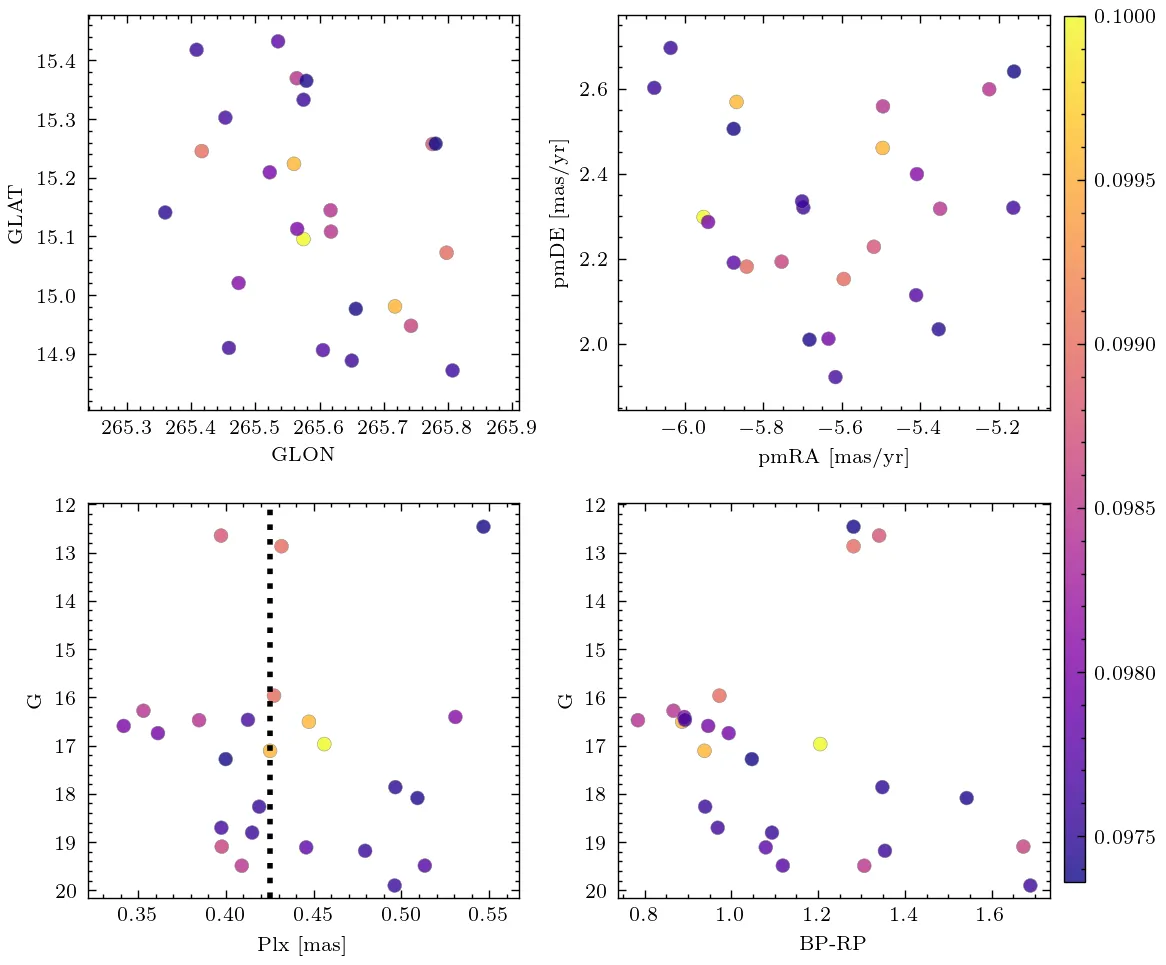 15.4
15.3
15.2
15.1
15.0
14.9
GLAT
265.3 265.4 265.5 265.6 265.7 265.8 265.9
GLON
2.6
2.4
2.2
2.0
pmDE [mas/yr]
−6.0 −5.8 −5.6 −5.4 −5.2
pmRA [mas/yr]
12
13
14
15
16
17
18
19
20
G
0.35 0.40 0.45 0.50 0.55
Plx [mas]
12
13
14
15
16
17
18
19
20
G
0.8 1.0 1.2 1.4 1.6
BP-RP
0.1000
0.0995
0.0990
0.0985
0.0980
0.0975